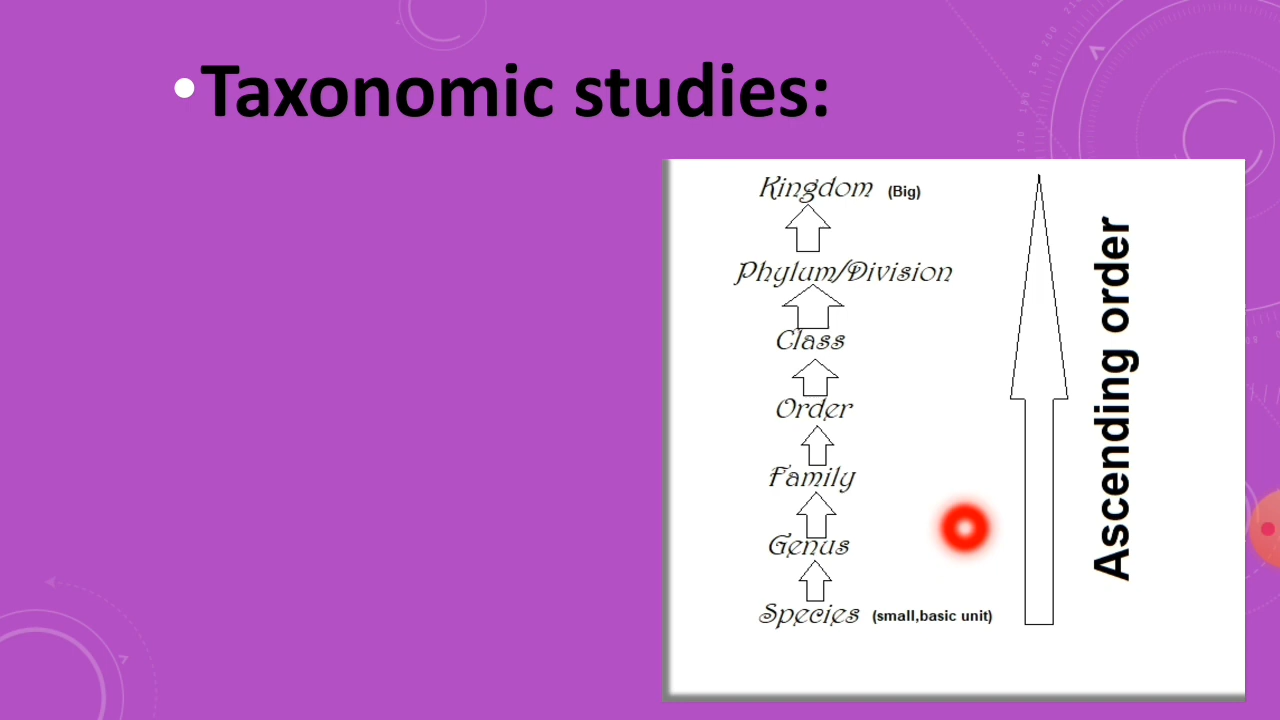 •Taxonomic studies:
Kingdom (Big)
Phylum/Division
Class
Order
Family
Genus
Species (small,basic unit)
Ascending order